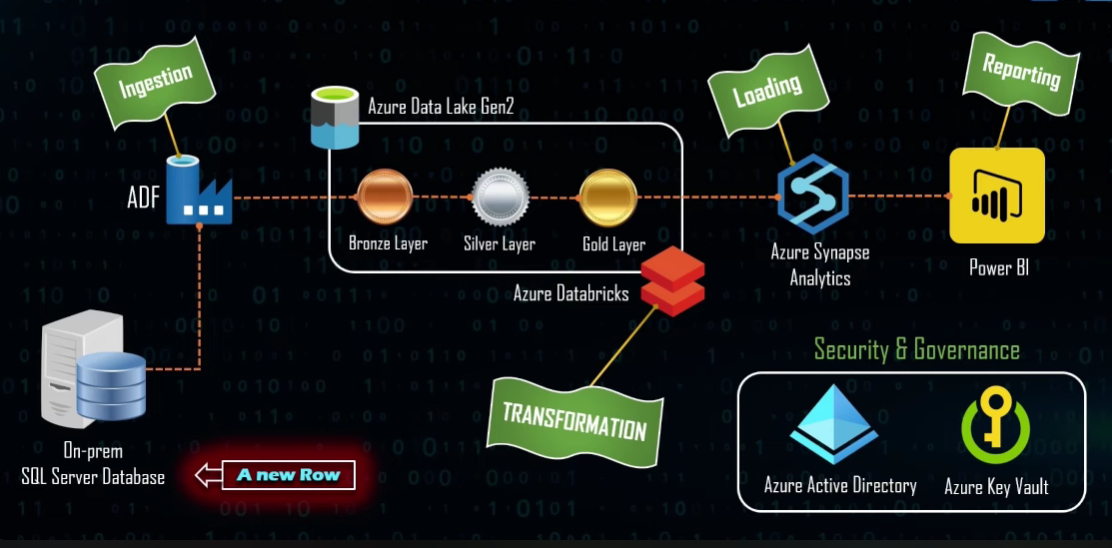 Ingestion
Loading
Reporting
Azure Data Lake Gen2
ADF
Bronze Layer
Silver Layer
Gold Layer
Azure Synapse
Analytics
Power BI
Azure Databricks
Security & Governance
TRANSFORMATION
On-prem
SQL Server Database
A new Row
Azure Active Directory
Azure Key Vault